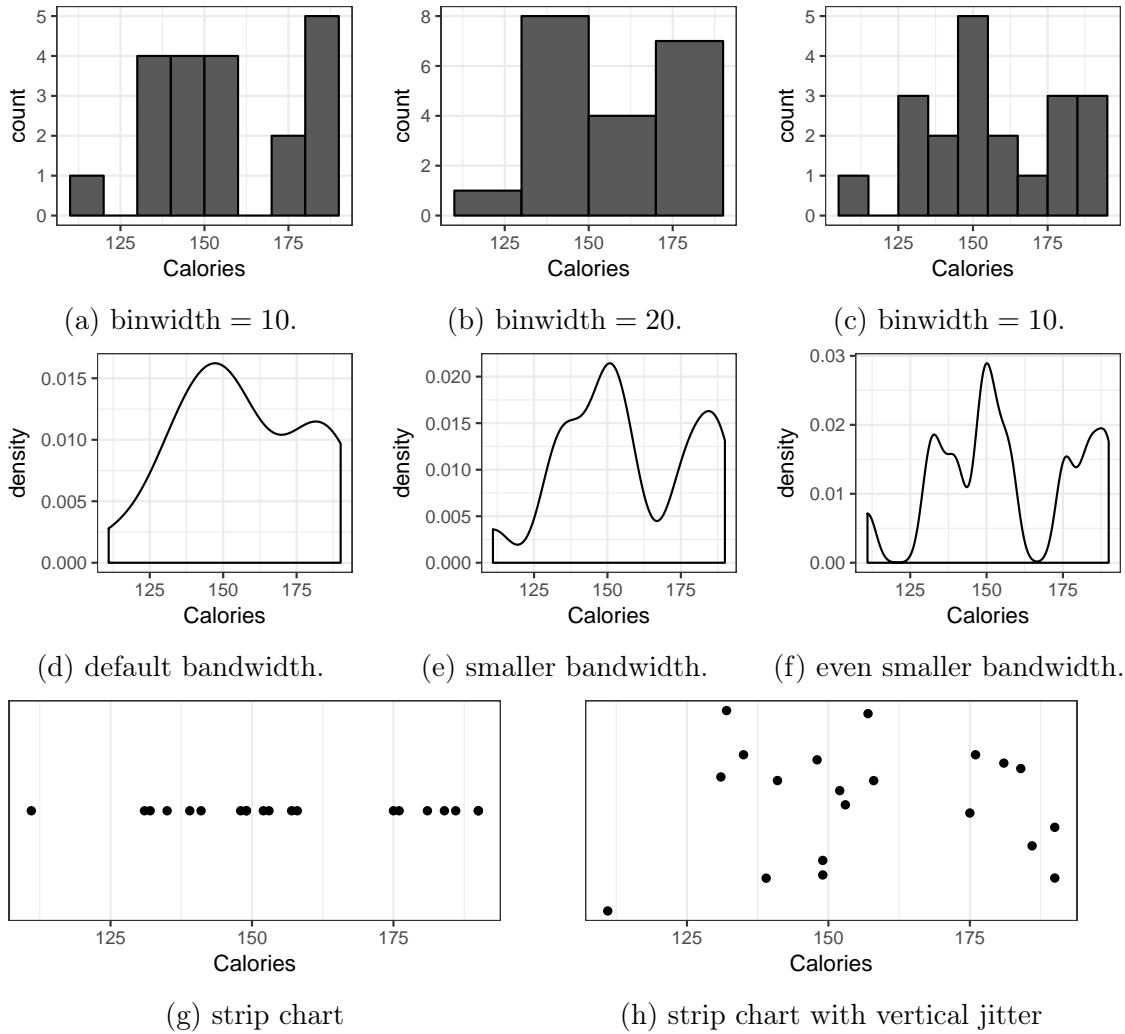 5
4
3
2
1
0
count
125 150 175
Calories
8
6
4
2
0
count
125 150 175
Calories
5
4
3
2
1
0
count
125 150 175
Calories
(a) binwidth = 10. (b) binwidth = 20. (c) binwidth = 10.
0.015
0.010
0.005
0.000
density
125 150 175
Calories
0.020
0.015
0.010
0.005
0.000
density
125 150 175
Calories
0.03
0.02
0.01
0.00
density
125 150 175
Calories
(d) default bandwidth. (e) smaller bandwidth. (f) even smaller bandwidth.
125 150 175
Calories
125 150 175
Calories
(g) strip chart (h) strip chart with vertical jitter